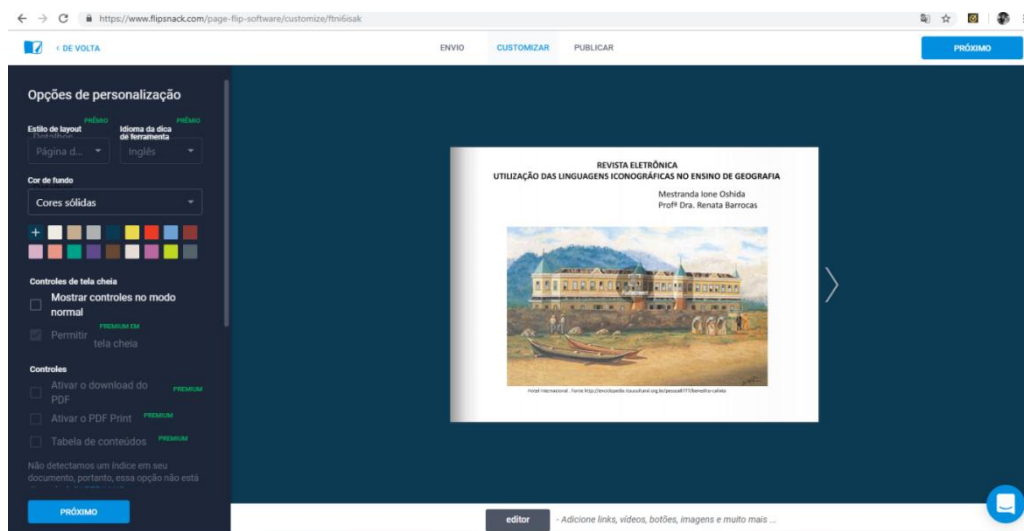 https://www.flipsnack.com/page-flip-software/customize/ftni6isak
< DE VOLTA
ENVIO
CUSTOMIZAR
PUBLICAR
PRÓXIMO
Opções de personalização
PRÊMIO
PRÊMIO
Estilo de layout
Idioma da dica
de ferramenta
Detalhes
Página d...
Inglês
Cor de fundo
Cores sólidas
Controles de tela cheia
Mostrar controles no modo
normal
PREMIUM EM
Permitir
tela cheia
Controles
Ativar o download do
PDF
PREMIUM
Ativar o PDF Print
PREMIUM
Tabela de conteúdos
PREMIUM
Não detectamos um índice em seu
documento, portanto, essa opção não está
PRÓXIMO
REVISTA ELETRÔNICA
UTILIZAÇÃO DAS LINGUAGENS ICONOGRÁFICAS NO ENSINO DE GEOGRAFIA
Mestranda Ione Oshida
Profª Dra. Renata Barrocas
Hotel Internacional . Fonte
editor
- Adicione links, vídeos, botões, imagens e muito mais ...